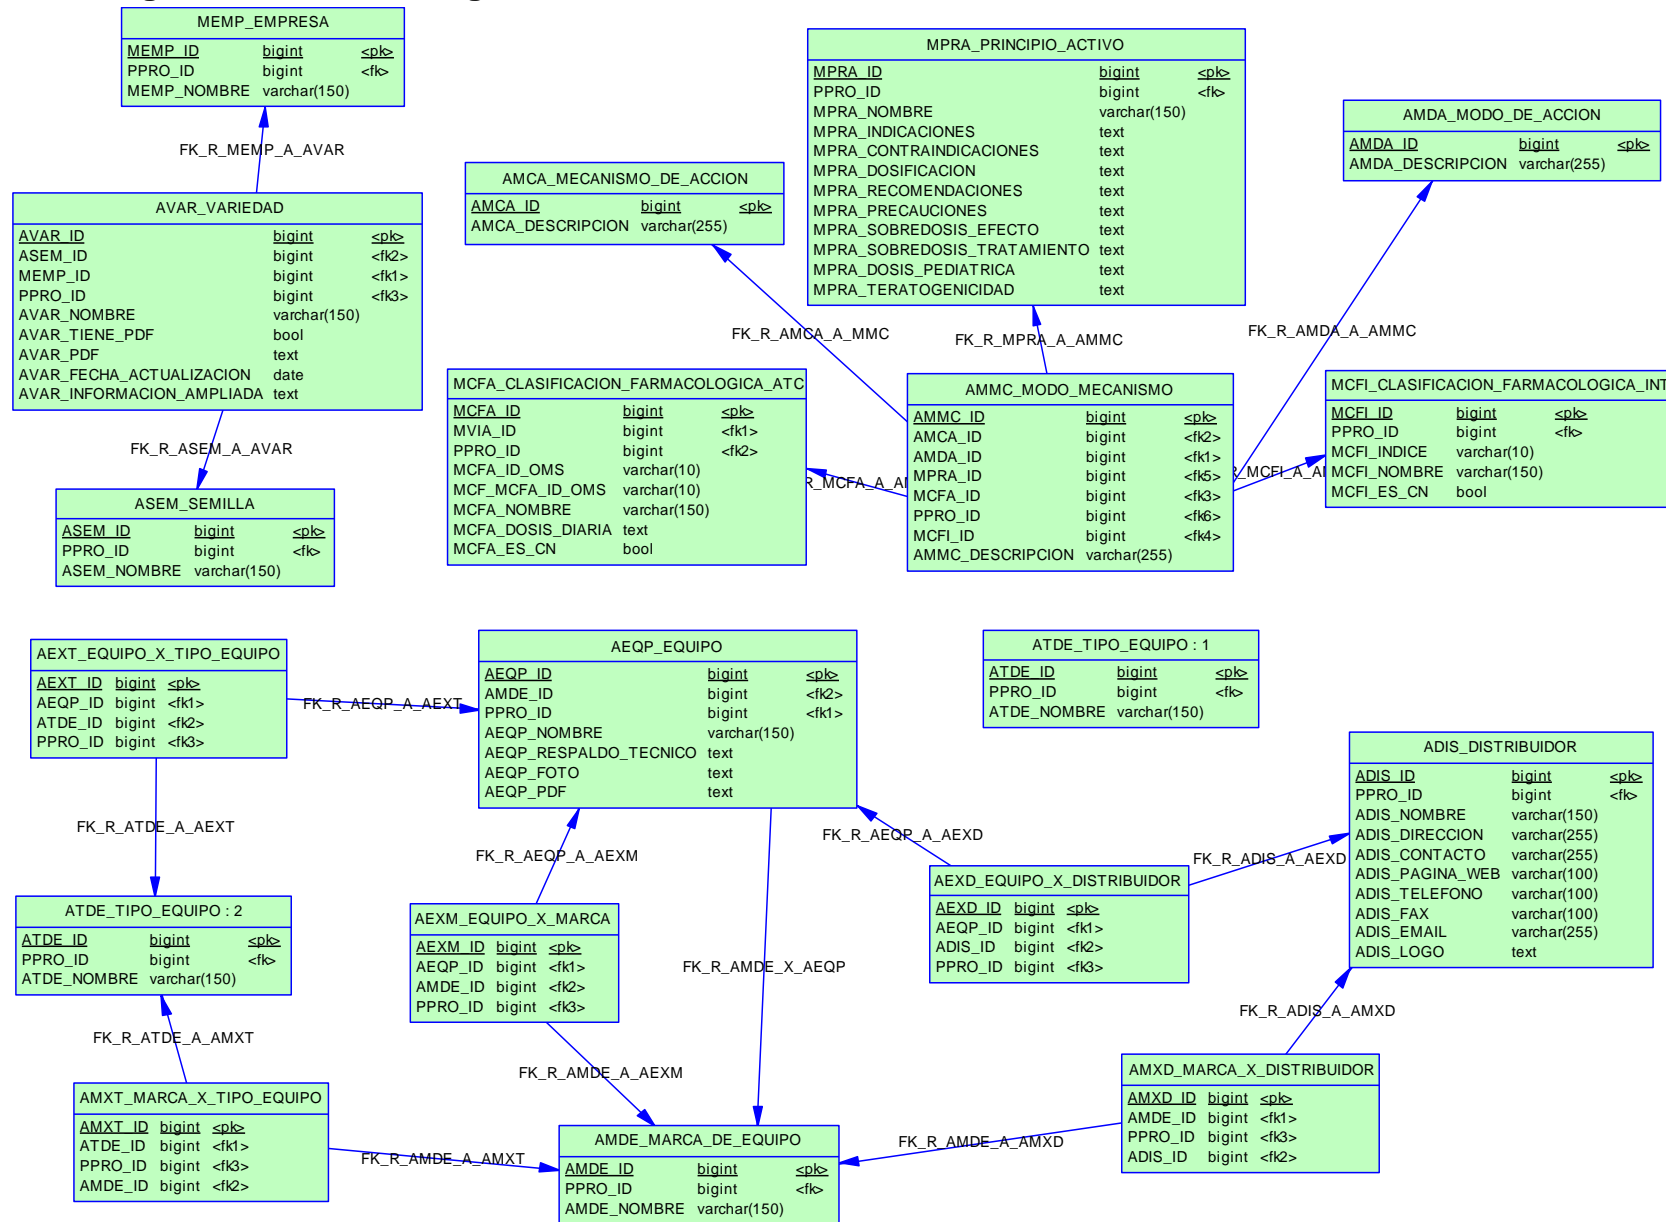 MEMP_EMPRESA
MEMP_ID bigint <pk>
PPRO_ID bigint <fk>
MEMP_NOMBRE varchar(150)
FK_R_MEMP_A_AVAR
AVAR_VARIEDAD
AVAR_ID bigint <pk>
ASEM_ID bigint <fk2>
MEMP_ID bigint <fk1>
PPRO_ID bigint <fk3>
AVAR_NOMBRE varchar(150)
AVAR_TIENE_PDF bool
AVAR_PDF text
AVAR_FECHA_ACTUALIZACION date
AVAR_INFORMACION_AMPLIADA text
FK_R_ASEM_A_AVAR
ASEM_SEMILLA
ASEM_ID bigint <pk>
PPRO_ID bigint <fk>
ASEM_NOMBRE varchar(150)
AMCA_MECANISMO_DE_ACCION
AMCA_ID bigint <pk>
AMCA_DESCRIPCION varchar(255)
MPRA_PRINCIPIO_ACTIVO
MPRA_ID bigint <pk>
PPRO_ID bigint <fk>
MPRA_NOMBRE varchar(150)
MPRA_INDICACIONES text
MPRA_CONTRAINDICACIONES text
MPRA_DOSIFICACION text
MPRA_RECOMENDACIONES text
MPRA_PRECAUCIONES text
MPRA_SOBREDOSIS_EFECTO text
MPRA_SOBREDOSIS_TRATAMIENTO text
MPRA_DOSIS_PEDIATRICA text
MPRA_TERATOGENICIDAD text
AMDA_MODO_DE_ACCION
AMDA_ID bigint <pk>
AMDA_DESCRIPCION varchar(255)
FK_R_AMCA_A_MMC
FK_R_MPRA_A_AMMC
FK_R_AMDA_A_AMMC
MCFA_CLASIFICACION_FARMACOLOGICA_ATC
MCFA_ID bigint <pk>
MVIA_ID bigint <fk1>
PPRO_ID bigint <fk2>
MCFA_ID_OMS varchar(10)
MCF_MCFA_ID_OMS varchar(10)
MCFA_NOMBRE varchar(150)
MCFA_DOSIS_DIARIA text
MCFA_ES_CN bool
R_MCFA_A_A
AMMC_MODO_MECANISMO
AMMC_ID bigint <pk>
AMCA_ID bigint <fk2>
AMDA_ID bigint <fk1>
MPRA_ID bigint <fk5>
MCFA_ID bigint <fk3>
PPRO_ID bigint <fk6>
MCFI_ID bigint <fk4>
AMMC_DESCRIPCION varchar(255)
R_MCFI_A_A
MCFI_CLASIFICACION_FARMACOLOGICA_INT
MCFI_ID bigint <pk>
PPRO_ID bigint <fk>
MCFI_INDICE varchar(10)
MCFI_NOMBRE varchar(150)
MCFI_ES_CN bool
AEXT_EQUIPO_X_TIPO_EQUIPO
AEXT_ID bigint <pk>
AEQP_ID bigint <fk1>
ATDE_ID bigint <fk2>
PPRO_ID bigint <fk3>
FK_R_AEQP_A_AEXT
AEQP_EQUIPO
AEQP_ID bigint <pk>
AMDE_ID bigint <fk2>
PPRO_ID bigint <fk1>
AEQP_NOMBRE varchar(150)
AEQP_RESPALDO_TECNICO text
AEQP_FOTO text
AEQP_PDF text
ATDE_TIPO_EQUIPO : 1
ATDE_ID bigint <pk>
PPRO_ID bigint <fk>
ATDE_NOMBRE varchar(150)
ADIS_DISTRIBUIDOR
ADIS_ID bigint <pk>
PPRO_ID bigint <fk>
ADIS_NOMBRE varchar(150)
ADIS_DIRECCION varchar(255)
ADIS_CONTACTO varchar(255)
ADIS_PAGINA_WEB varchar(100)
ADIS_TELEFONO varchar(100)
ADIS_FAX varchar(100)
ADIS_EMAIL varchar(255)
ADIS_LOGO text
FK_R_ATDE_A_AEXT
FK_R_AEQP_A_AEXM
FK_R_AEQP_A_AEXD
FK_R_ADIS_A_AEXD
ATDE_TIPO_EQUIPO : 2
ATDE_ID bigint <pk>
PPRO_ID bigint <fk>
ATDE_NOMBRE varchar(150)
AEXM_EQUIPO_X_MARCA
AEXM_ID bigint <pk>
AEQP_ID bigint <fk1>
AMDE_ID bigint <fk2>
PPRO_ID bigint <fk3>
FK_R_AMDE_X_AEQP
AEXD_EQUIPO_X_DISTRIBUIDOR
AEXD_ID bigint <pk>
AEQP_ID bigint <fk1>
ADIS_ID bigint <fk2>
PPRO_ID bigint <fk3>
FK_R_ATDE_A_AMXT
FK_R_AMDE_A_AEXM
FK_R_ADIS_A_AMXD
AMXT_MARCA_X_TIPO_EQUIPO
AMXT_ID bigint <pk>
ATDE_ID bigint <fk1>
PPRO_ID bigint <fk3>
AMDE_ID bigint <fk2>
FK_R_AMDE_A_AMXT
AMDE_MARCA_DE_EQUIPO
AMDE_ID bigint <pk>
PPRO_ID bigint <fk>
AMDE_NOMBRE varchar(150)
FK_R_AMDE_A_AMXD
AMXD_MARCA_X_DISTRIBUIDOR
AMXD_ID bigint <pk>
AMDE_ID bigint <fk1>
PPRO_ID bigint <fk3>
ADIS_ID bigint <fk2>